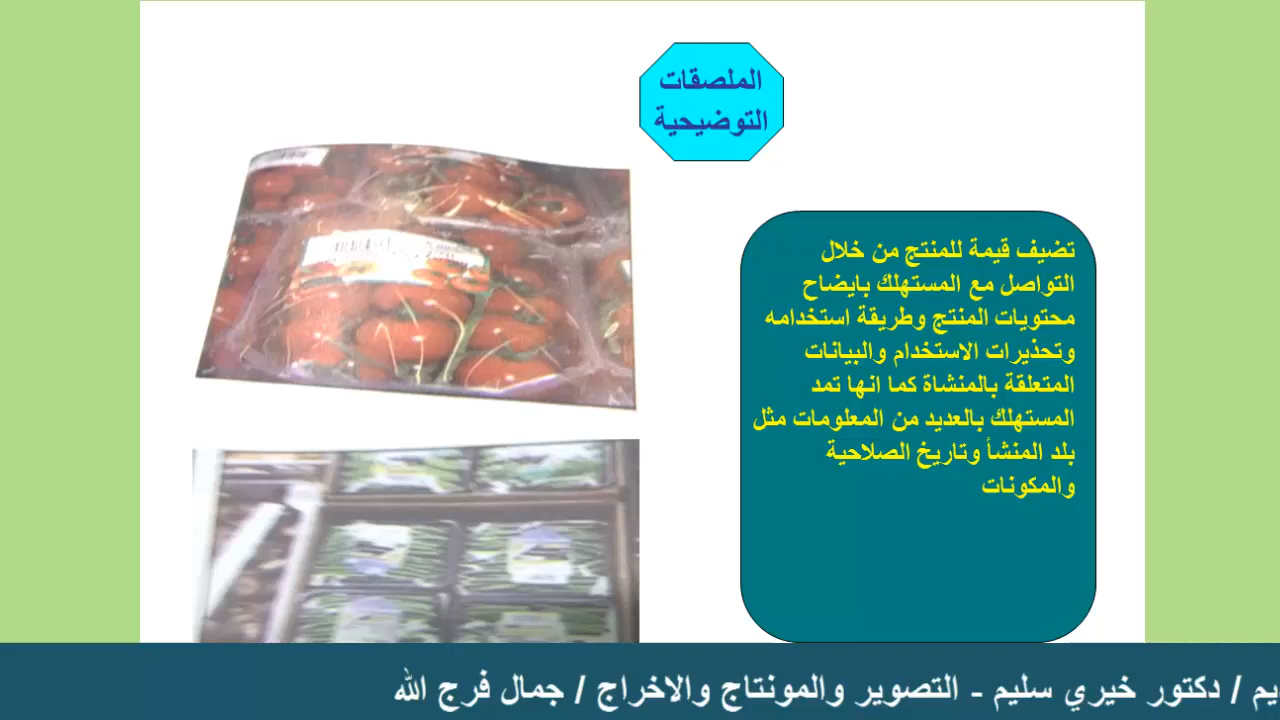 الملصقات
التوضيحية
تضيف قيمة للمنتج من خلال
التواصل مع المستهلك بايضاح
محتويات المنتج وطريقة استخدامه
وتحذيرات الاستخدام والبيانات
المتعلقة بالمنشاة كما انها تمد
المستهلك بالعديد من المعلومات مثل
بلد المنشأ وتاريخ الصلاحية
والمكونات
/ دكتور خيري سليم - التصوير والمونتاج والاخراج / جمال فرج الله